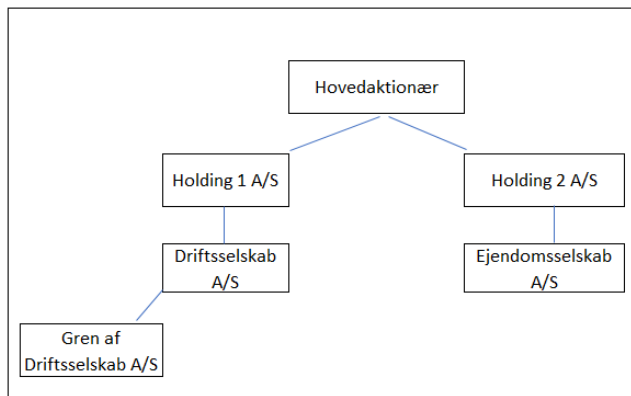 Hovedaktionær
Holding 1 A/S
Holding 2 A/S
Driftsselskab
A/S
Ejendomsselskab
A/S
Gren af
Driftsselskab A/S